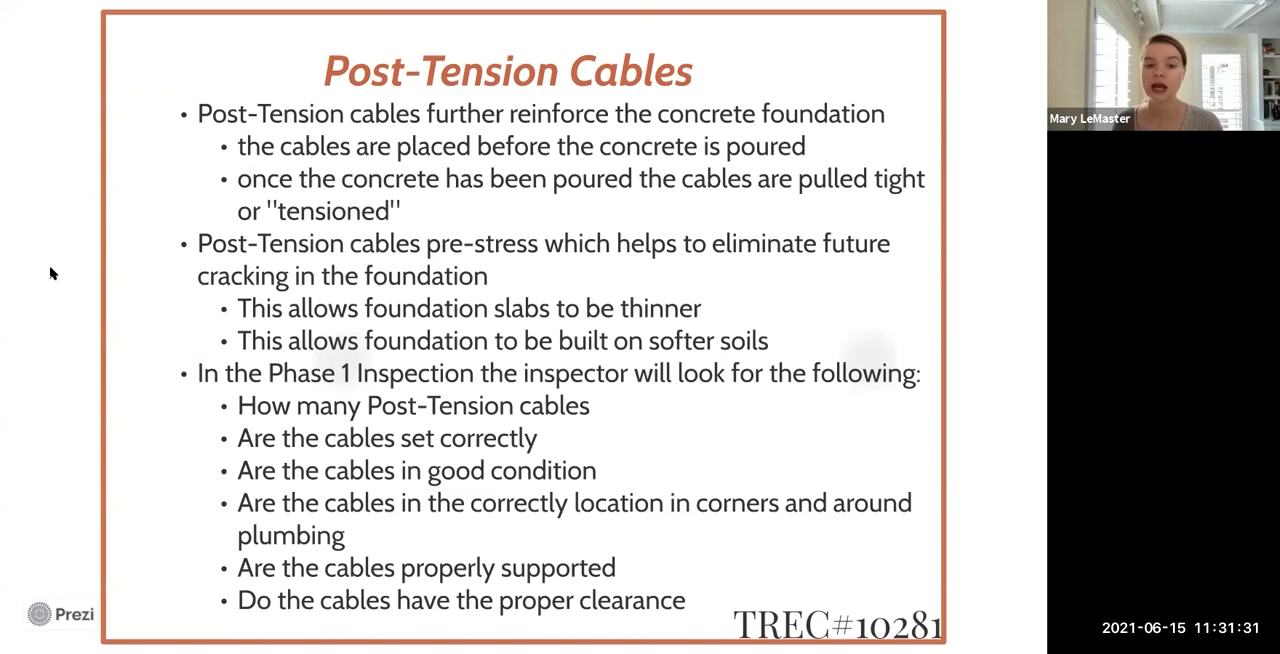 Post-Tension Cables
• Post-Tension cables further reinforce the concrete foundation
• the cables are placed before the concrete is poured
• once the concrete has been poured the cables are pulled tight
or "tensioned"
• Post-Tension cables pre-stress which helps to eliminate future
cracking in the foundation
• This allows foundation slabs to be thinner
• This allows foundation to be built on softer soils
• In the Phase 1 Inspection the inspector will look for the following:
• How many Post-Tension cables
• Are the cables set correctly
• Are the cables in good condition
• Are the cables in the correctly location in corners and around
plumbing
• Are the cables properly supported
• Do the cables have the proper clearance
TREC#10281
Prezi
Mary LeMaster
2021-06-15 11:31:31